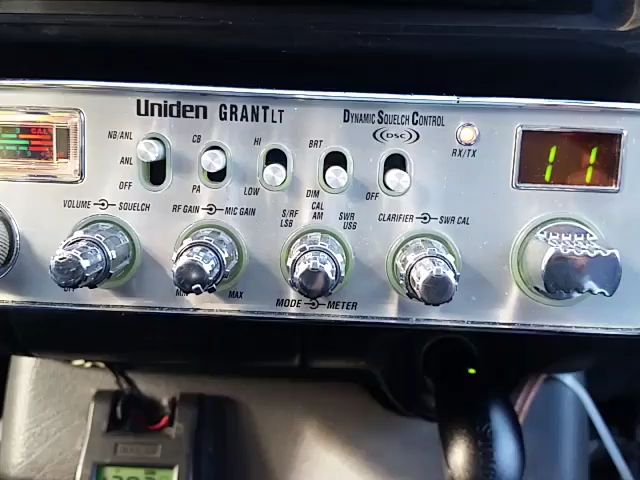 Uniden GRANT LT
DYNAMIC SQUELCH CONTROL
DSC
RX/TX
11
CAL
NB/ANL
ANL
OFF
CB
PA
HI
LOW
BRT
DIM
OFF
VOLUME SQUELCH
RF GAIN MIC GAIN
S/RF
LSB
CAL
AM
SWR
USB
CLARIFIER SWR CAL
MAX
MODE METER